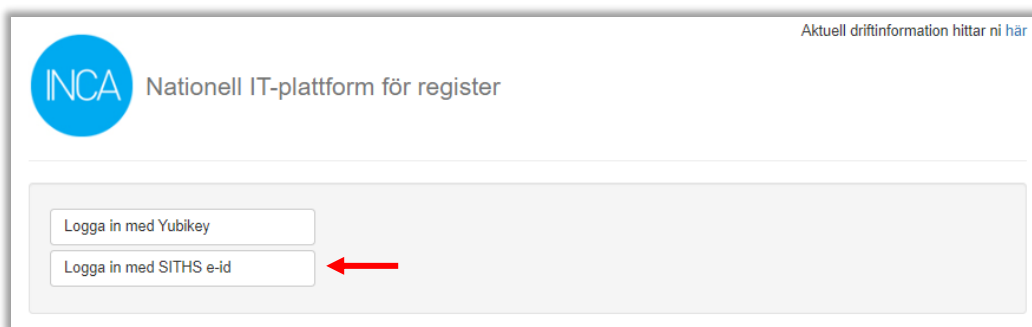 Aktuell driftinformation hittar ni här
INCA
Nationell IT-plattform för register
Logga in med Yubikey
Logga in med SITHS e-id